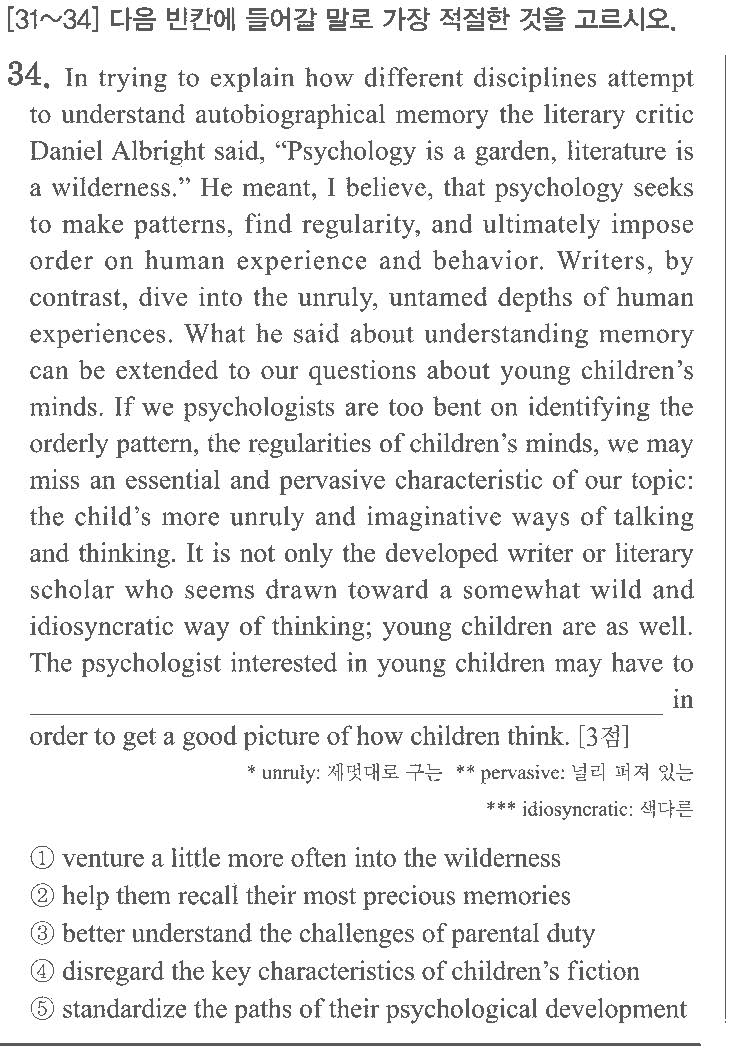 [31~34] 다음 빈칸에 들어갈 말로 가장 적절한 것을 고르시오.
34. In trying to explain how different disciplines attempt
to understand autobiographical memory the literary critic
Daniel Albright said, “Psychology is a garden, literature is
a wilderness.” He meant, I believe, that psychology seeks
to make patterns, find regularity, and ultimately impose
order on human experience and behavior. Writers, by
contrast, dive into the unruly, untamed depths of human
experiences. What he said about understanding memory
can be extended to our questions about young children’s
minds. If we psychologists are too bent on identifying the
orderly pattern, the regularities of children’s minds, we may
miss an essential and pervasive characteristic of our topic:
the child’s more unruly and imaginative ways of talking
and thinking. It is not only the developed writer or literary
scholar who seems drawn toward a somewhat wild and
idiosyncratic way of thinking; young children are as well.
The psychologist interested in young children may have to
in
order to get a good picture of how children think. [3점]
* unruly: 제멋대로 구는 ** pervasive: 널리 퍼져 있는
*** idiosyncratic: 색다른
① venture a little more often into the wilderness
② help them recall their most precious memories
③ better understand the challenges of parental duty
④ disregard the key characteristics of children’s fiction
⑤ standardize the paths of their psychological development